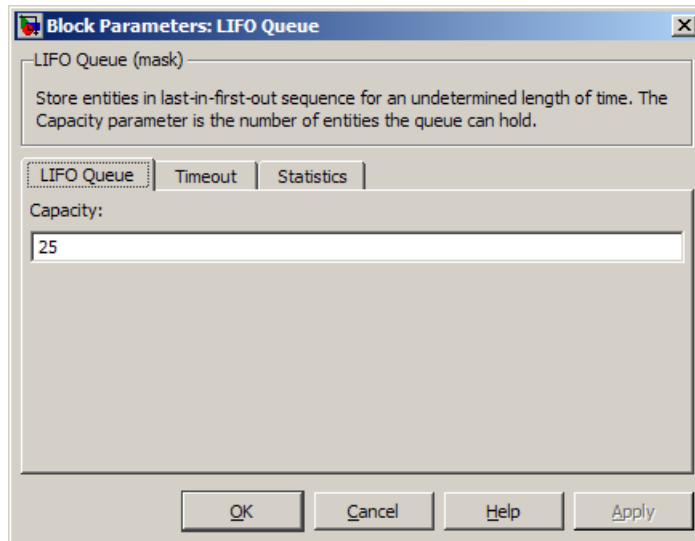 Block Parameters: LIFO Queue
LIFO Queue (mask)
Store entities in last-in-first-out sequence for an undetermined length of time. The
Capacity parameter is the number of entities the queue can hold.
LIFO Queue Timeout Statistics
Capacity:
25
OK Cancel Help Apply